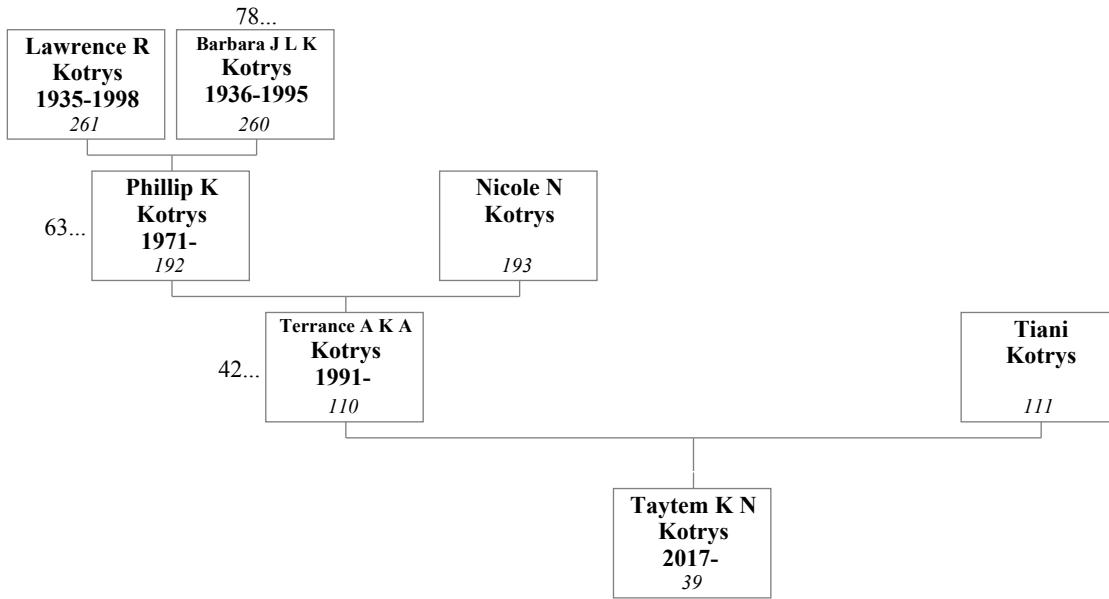 78...
Lawrence R
Kotrys
1935-1998
261
Barbara J L K
Kotrys
1936-1995
260
63...
Phillip K
Kotrys
1971-
192
Nicole N
Kotrys
193
42...
Terrance A K A
Kotrys
1991-
110
Tiani
Kotrys
111
Taytem K N
Kotrys
2017-
39